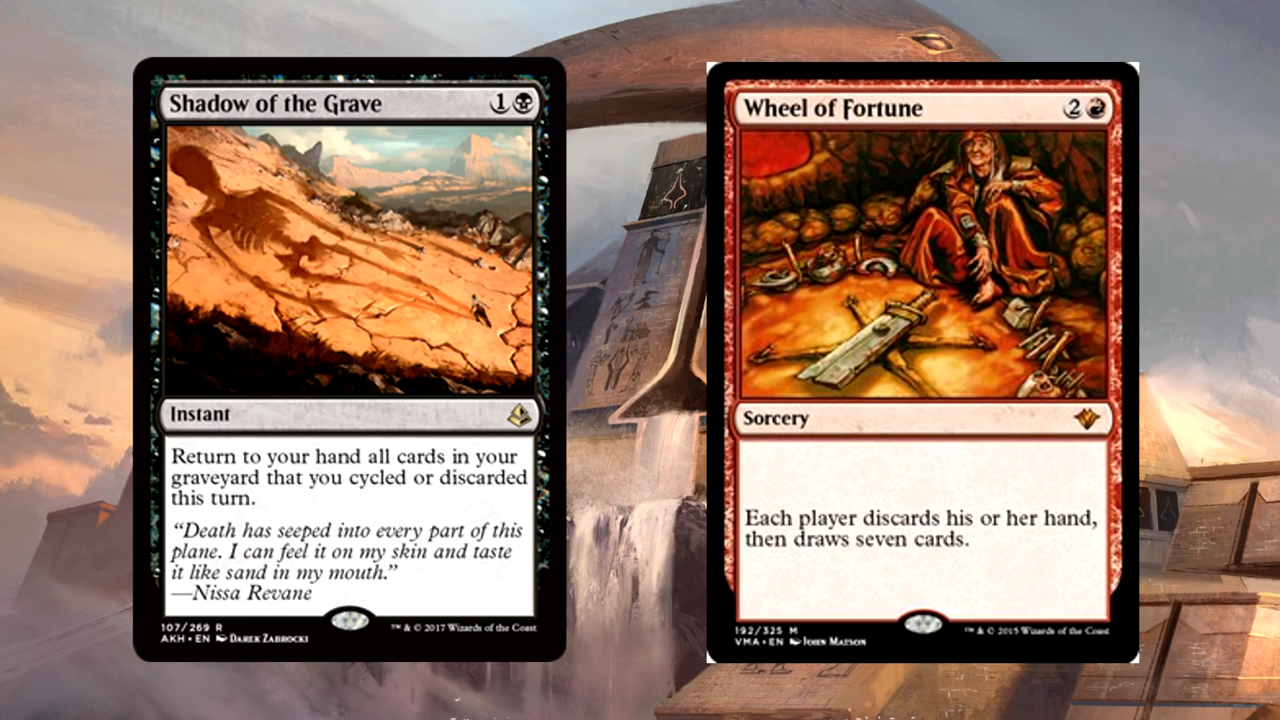 Shadow of the Grave 1
Instant
Return to your hand all cards in your
graveyard that you cycled or discarded
this turn.
“Death has seeped into every part of this
plane. I can feel it on my skin and taste
it like sand in my mouth.”
—Nissa Revane
107/269 R
AKH • EN Darek Zabrocki
™ & © 2017 Wizards of the Coast
Wheel of Fortune 2
Sorcery
Each player discards his or her hand,
then draws seven cards.
192/325 M
VMA • EN John Matson
™ & © 2015 Wizards of the Coast